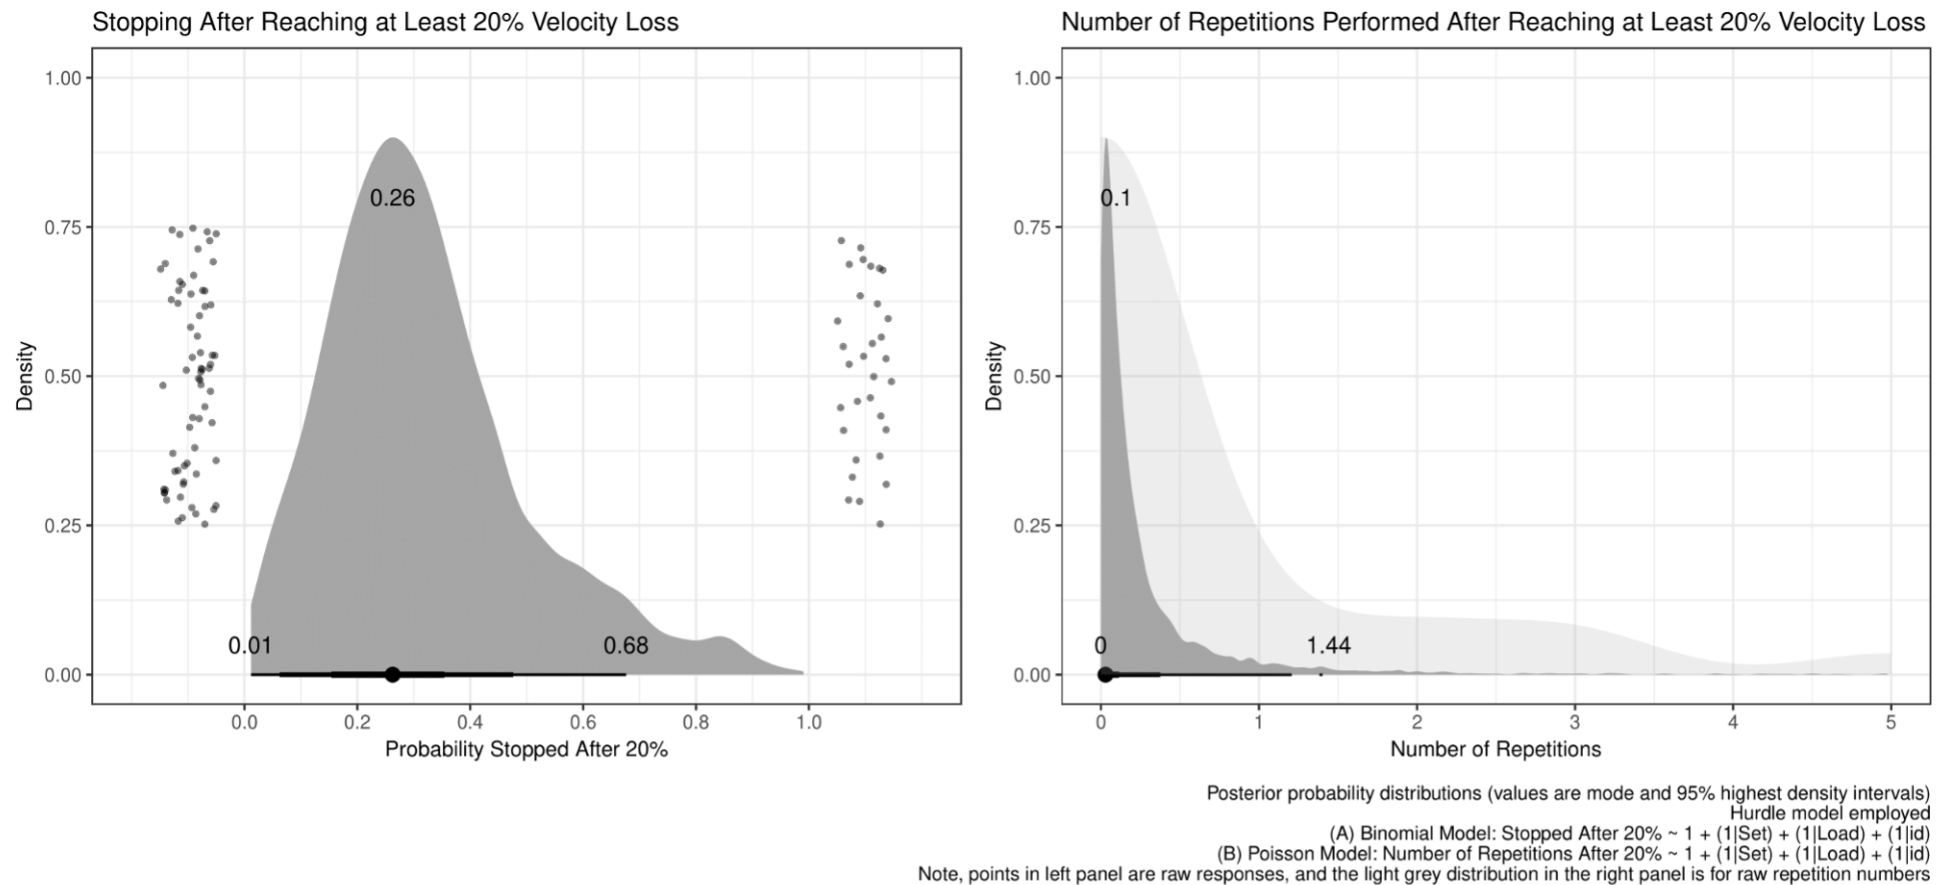 Stopping After Reaching at Least 20% Velocity Loss
Number of Repetitions Performed After Reaching at Least 20% Velocity Loss
1.00
0.75
0.50
0.25
0.00
Density
0.26
0.01
0.68
0.0
0.2
0.4
0.6
0.8
1.0
Probability Stopped After 20%
1.00
0.75
0.50
0.25
0.00
Density
0.1
0
1.44
0
1
2
3
4
5
Number of Repetitions
Posterior probability distributions (values are mode and 95% highest density intervals)
Hurdle model employed
(A) Binomial Model: Stopped After 20% ~ 1 + (1|Set) + (1|Load) + (1|id)
(B) Poisson Model: Number of Repetitions After 20% ~ 1 + (1|Set) + (1|Load) + (1|id)
Note, points in left panel are raw responses, and the light grey distribution in the right panel is for raw repetition numbers